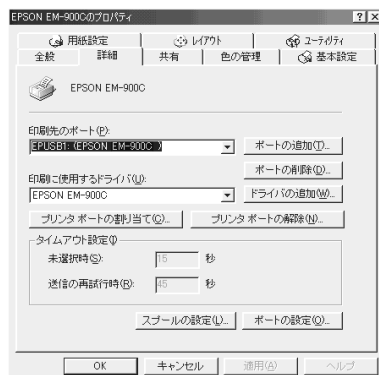 EPSON EM-900Cのプロパティ ? ×
用紙設定 レイアウト ユーティリティ
全般 詳細 共有 色の管理 基本設定
EPSON EM-900C
印刷先のポート(P):
EPUSB1: (EPSON EM-900C ) ポートの追加(T)...
ポートの削除(D)...
印刷に使用するドライバ(U):
EPSON EM-900C ドライバの追加(W)...
プリンタ ポートの割り当て(C)... プリンタ ポートの解除(N)...
タイムアウト設定(I)
未選択時(S): 15 秒
送信の再試行時(R): 45 秒
スプールの設定(L)... ポートの設定(O)...
OK キャンセル 適用(A) ヘルプ